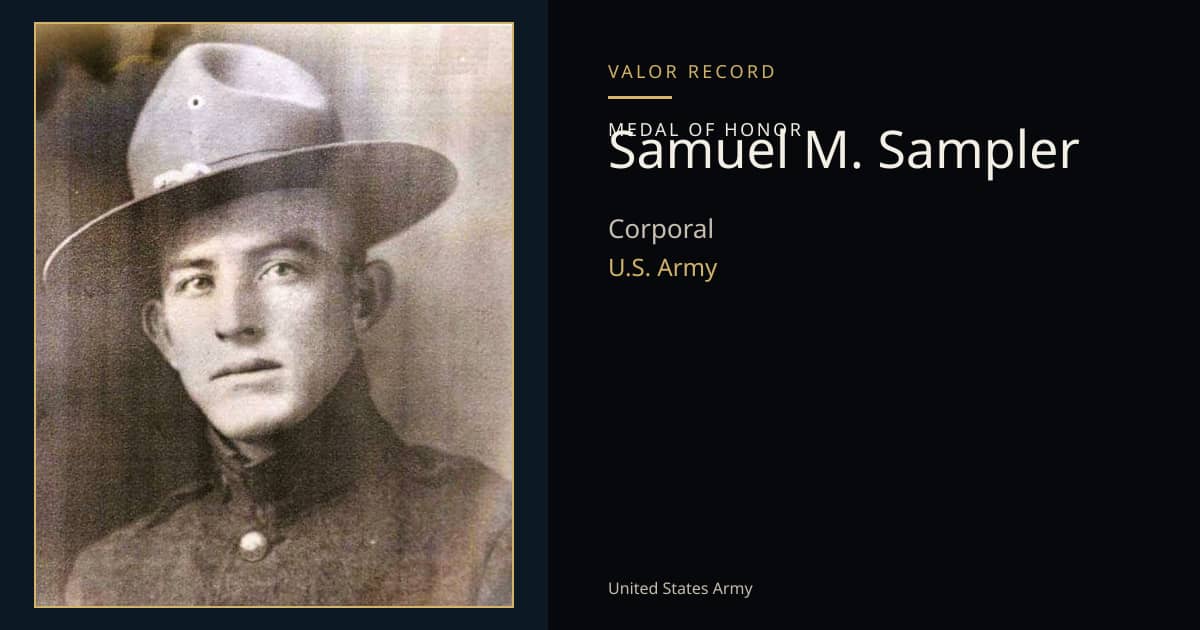 VALOR RECORD
MEDAL OF HONOR
Samuel M. Sampler
Corporal
U.S. Army
United States Army